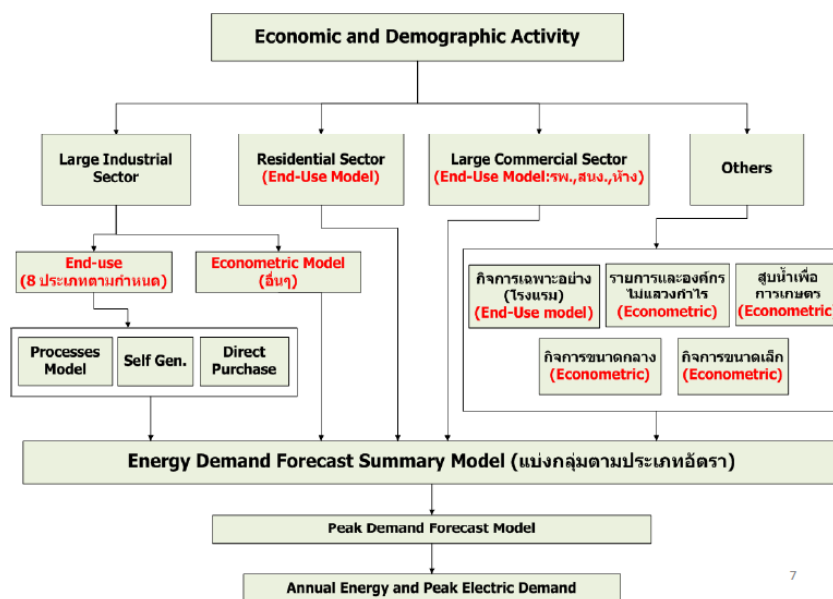 Economic and Demographic Activity
Large Industrial
Sector
Residential Sector
(End-Use Model)
Large Commercial Sector
(End-Use Model:รพ.,สนง.,ห้าง)
Others
End-use
(8 ประเภทตามกำหนด)
Econometric Model
(อื่นๆ)
กิจการเฉพาะอย่าง
(โรงแรม)
(End-Use model)
รายการและองค์กร
ไม่แสวงกำไร
(Econometric)
สูบน้ำเพื่อ
การเกษตร
(Econometric)
Processes
Model
Self Gen.
Direct
Purchase
กิจการขนาดกลาง
(Econometric)
กิจการขนาดเล็ก
(Econometric)
Energy Demand Forecast Summary Model (แบ่งกลุ่มตามประเภทอัตรา)
Peak Demand Forecast Model
Annual Energy and Peak Electric Demand
7